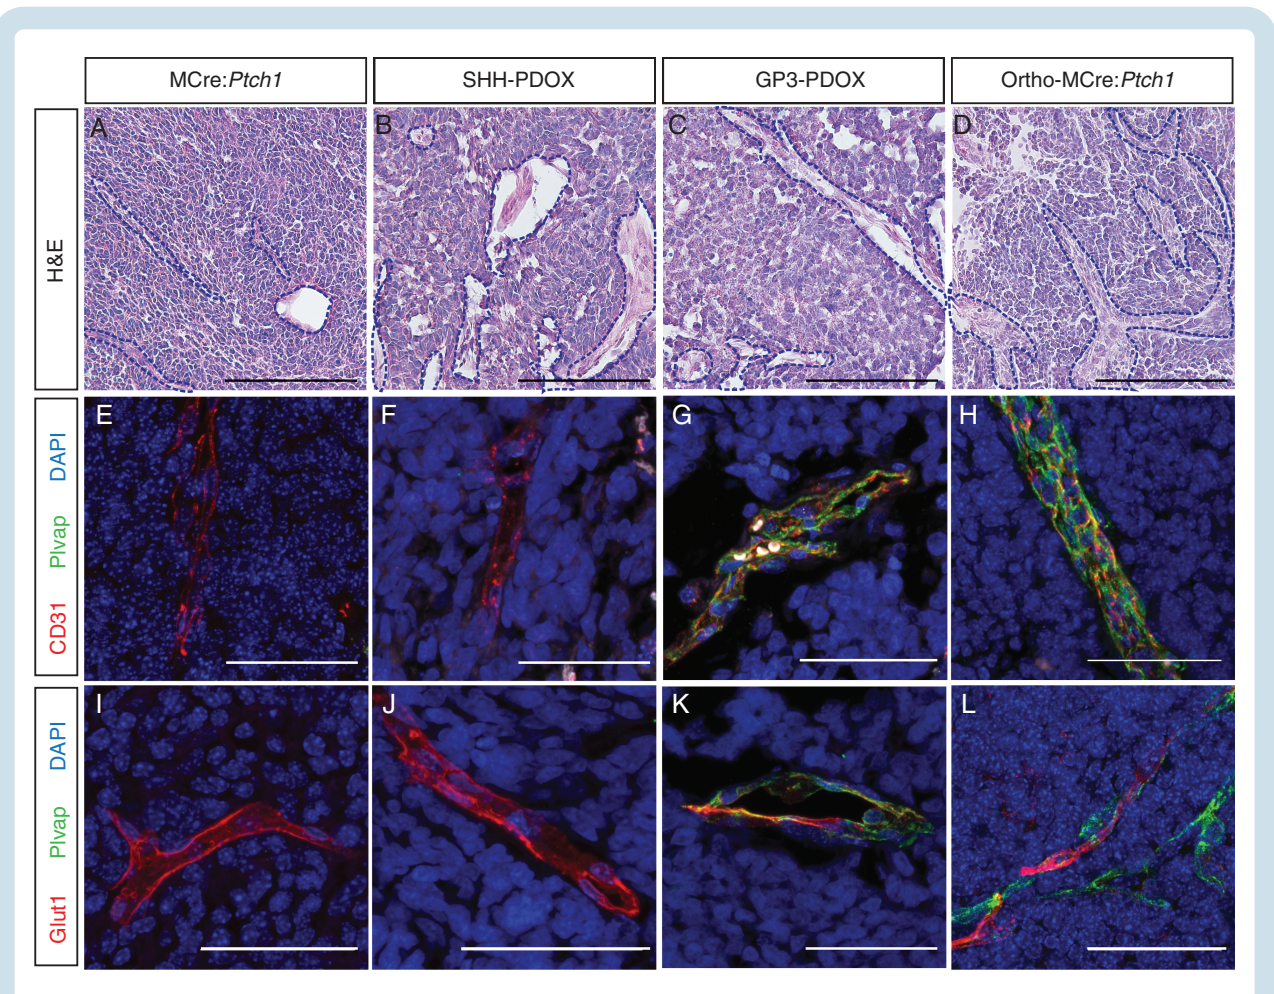 MCre:Ptch1
SHH-PDOX
GP3-PDOX
Ortho-MCre:Ptch1
H&E
A
B
C
D
CD31 Plvap DAPI
E
F
G
H
Glut1 Plvap DAPI
I
J
K
L